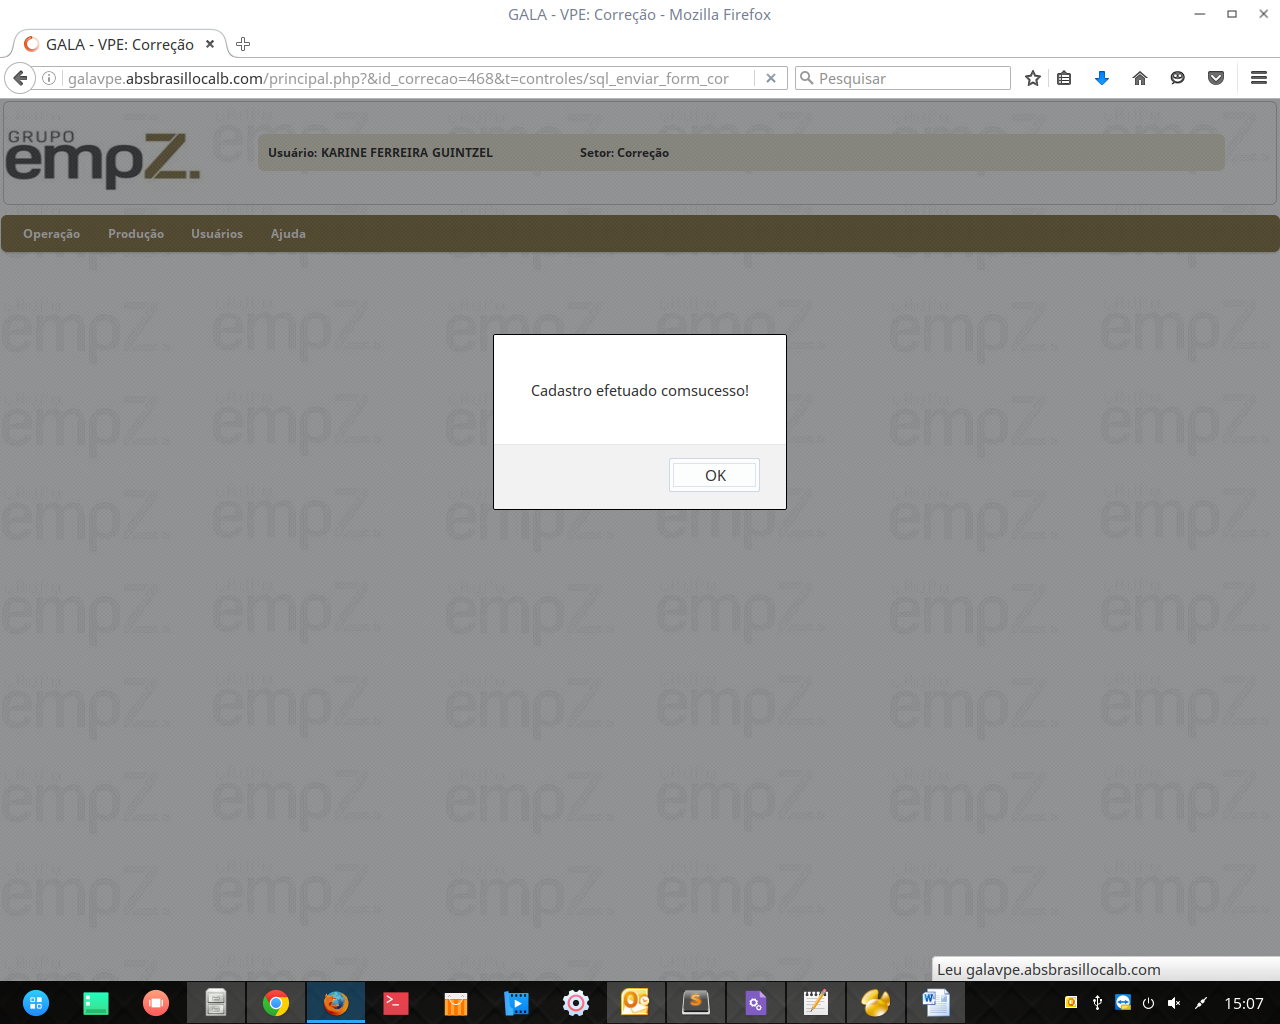 GALA - VPE: Correção - Mozilla Firefox
GALA - VPE: Correção
galavpe.absbrasillocalb.com/principal.php?&id_correcao=468&t=controles/sql_enviar_form_cor
Pesquisar
GRUPO
empZ.
Usuário: KARINE FERREIRA GUINTZEL
Setor: Correção
Operação
Produção
Usuários
Ajuda
Cadastro efetuado comsucesso!
OK
Leu galavpe.absbrasillocalb.com
15:07